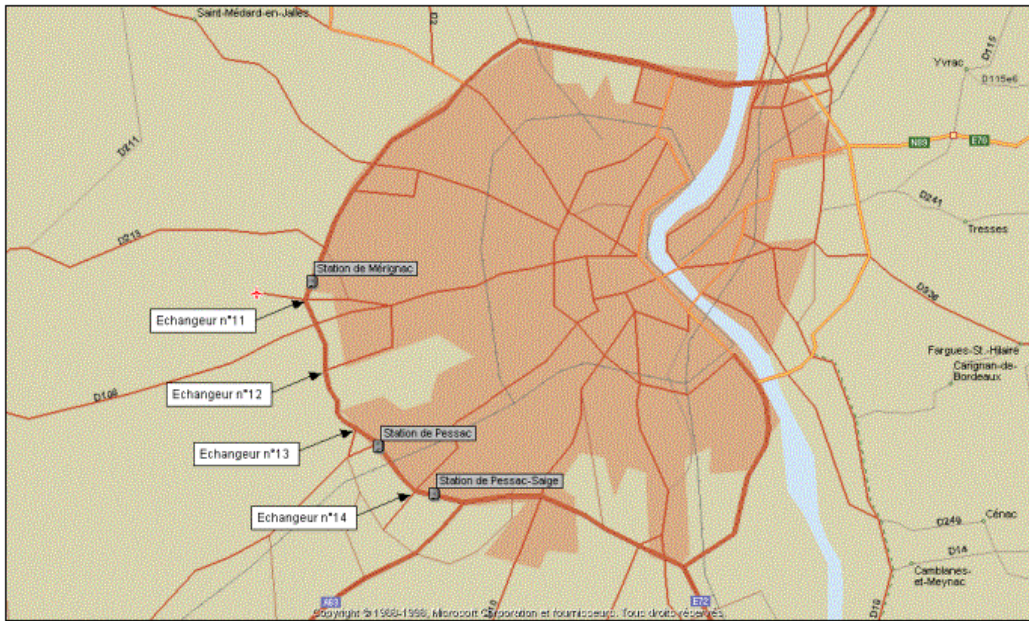 Saint-Médard-en-Jalles
D2
D115
Yvrac
D115e6
D211
N89
E70
D241
Tresses
D213
Station de Mérignac
D936
Echangeur n°11
Fargues-St.-Hilaire
Carignan-de-
Bordeaux
Echangeur n°12
D106
Station de Pessac
Echangeur n°13
Station de Pessac-Saige
Echangeur n°14
Cénac
D240
D14
Camblanes-
et-Meynac
A63
E72
D10
Copyright © 1988-1998, Microsoft Corporation et fournisseurs. Tous droits réservés.